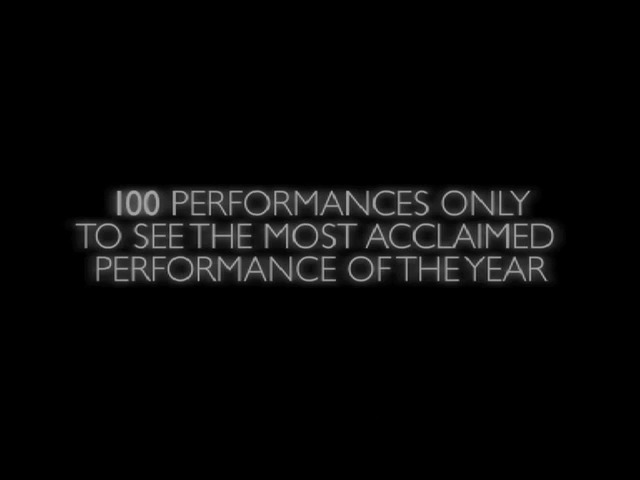 100 PERFORMANCES ONLY
TO SEE THE MOST ACCLAIMED
PERFORMANCE OF THE YEAR